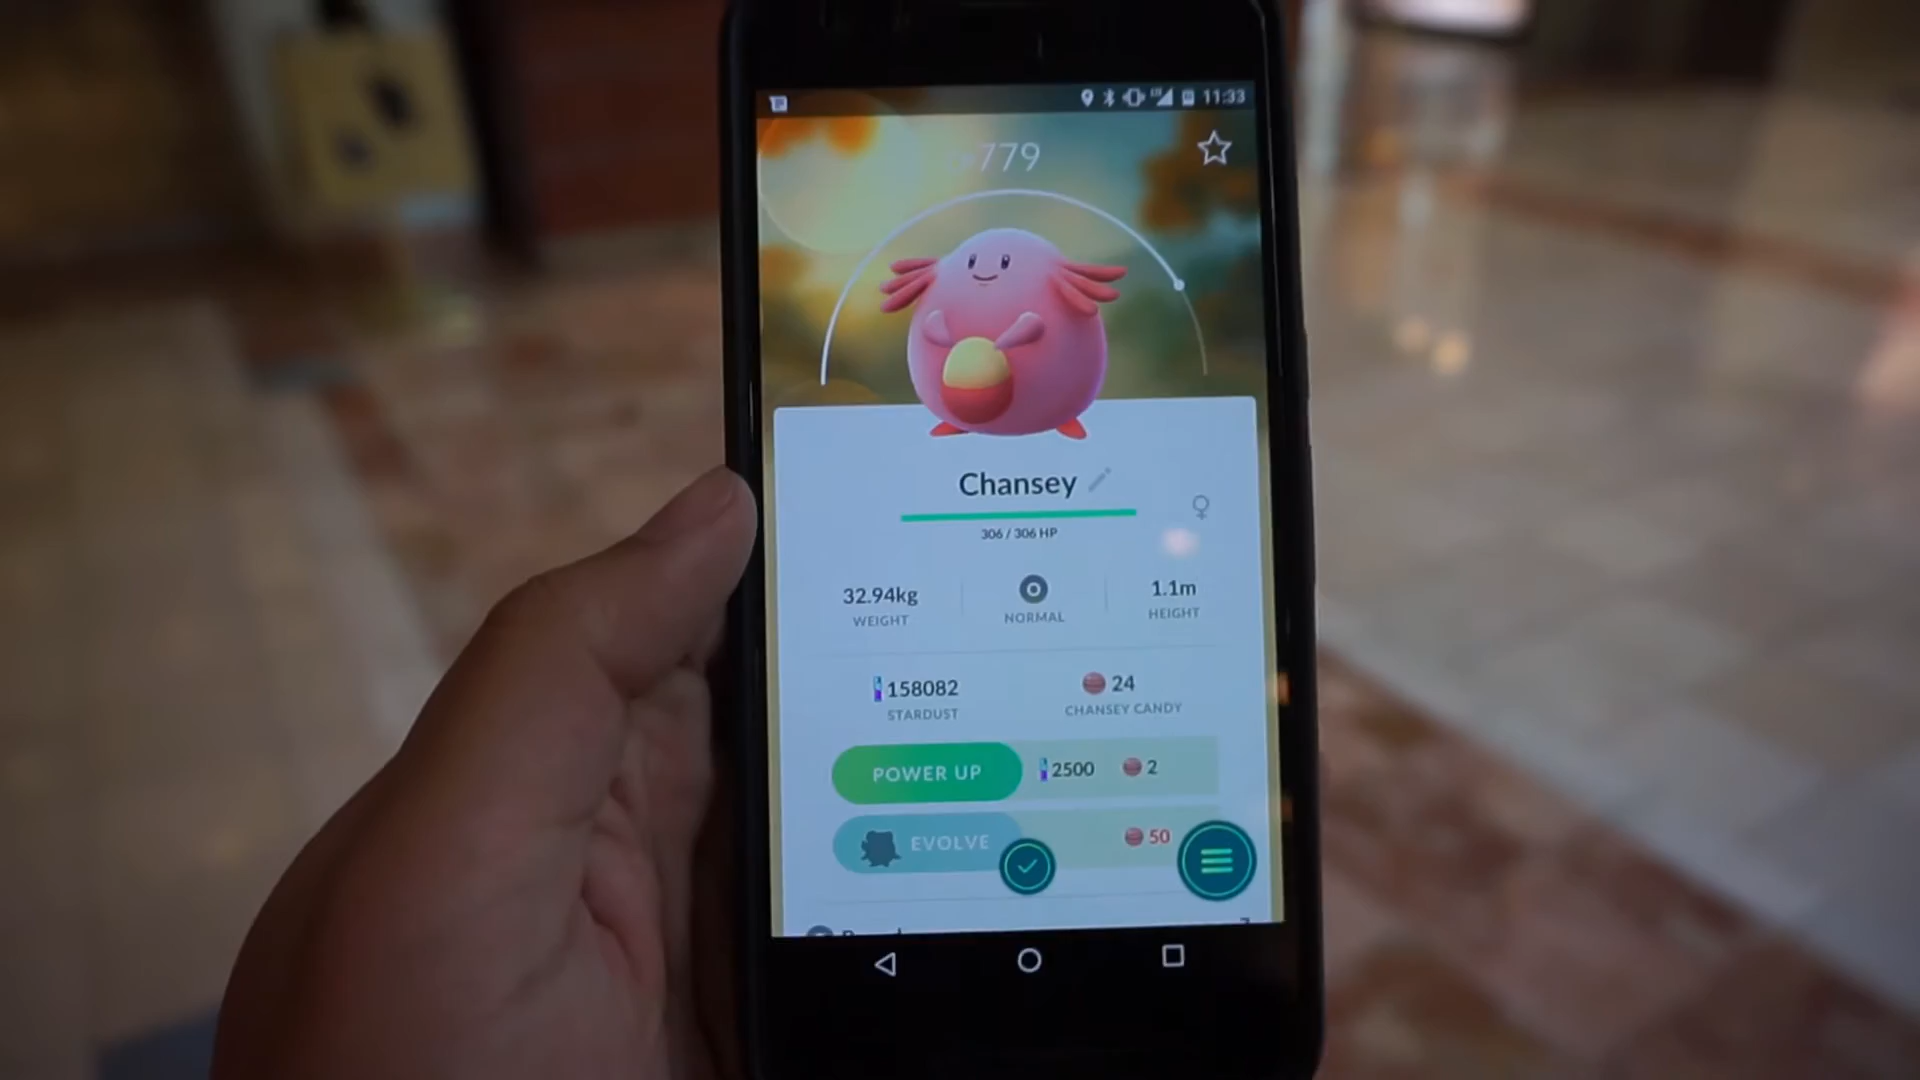 11:33
779
Chansey
306 / 306 HP
32.94kg
WEIGHT
NORMAL
1.1m
HEIGHT
158082
STARDUST
24
CHANSEY CANDY
POWER UP 2500 2
EVOLVE 50